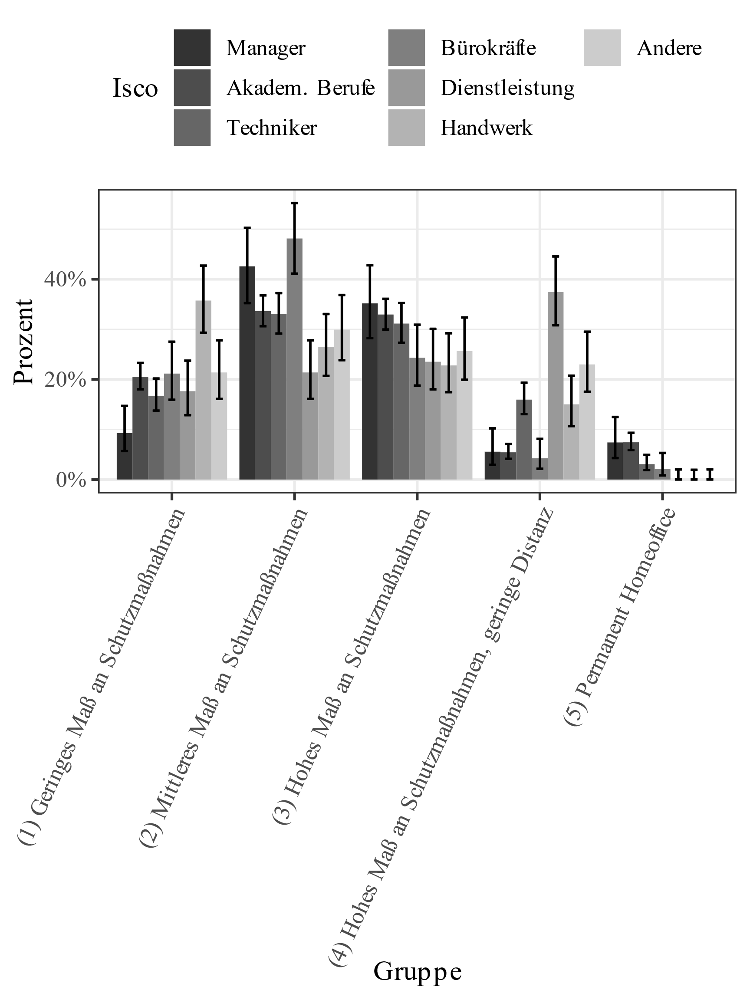 Isco
Manager
Akadem. Berufe
Techniker
Bürokräfte
Dienstleistung
Handwerk
Andere
Prozent
40%
20%
0%
(1) Geringes Maß an Schutzmaßnahmen
(2) Mittleres Maß an Schutzmaßnahmen
(3) Hohes Maß an Schutzmaßnahmen
(4) Hohes Maß an Schutzmaßnahmen, geringe Distanz
(5) Permanent Homeoffice
Gruppe